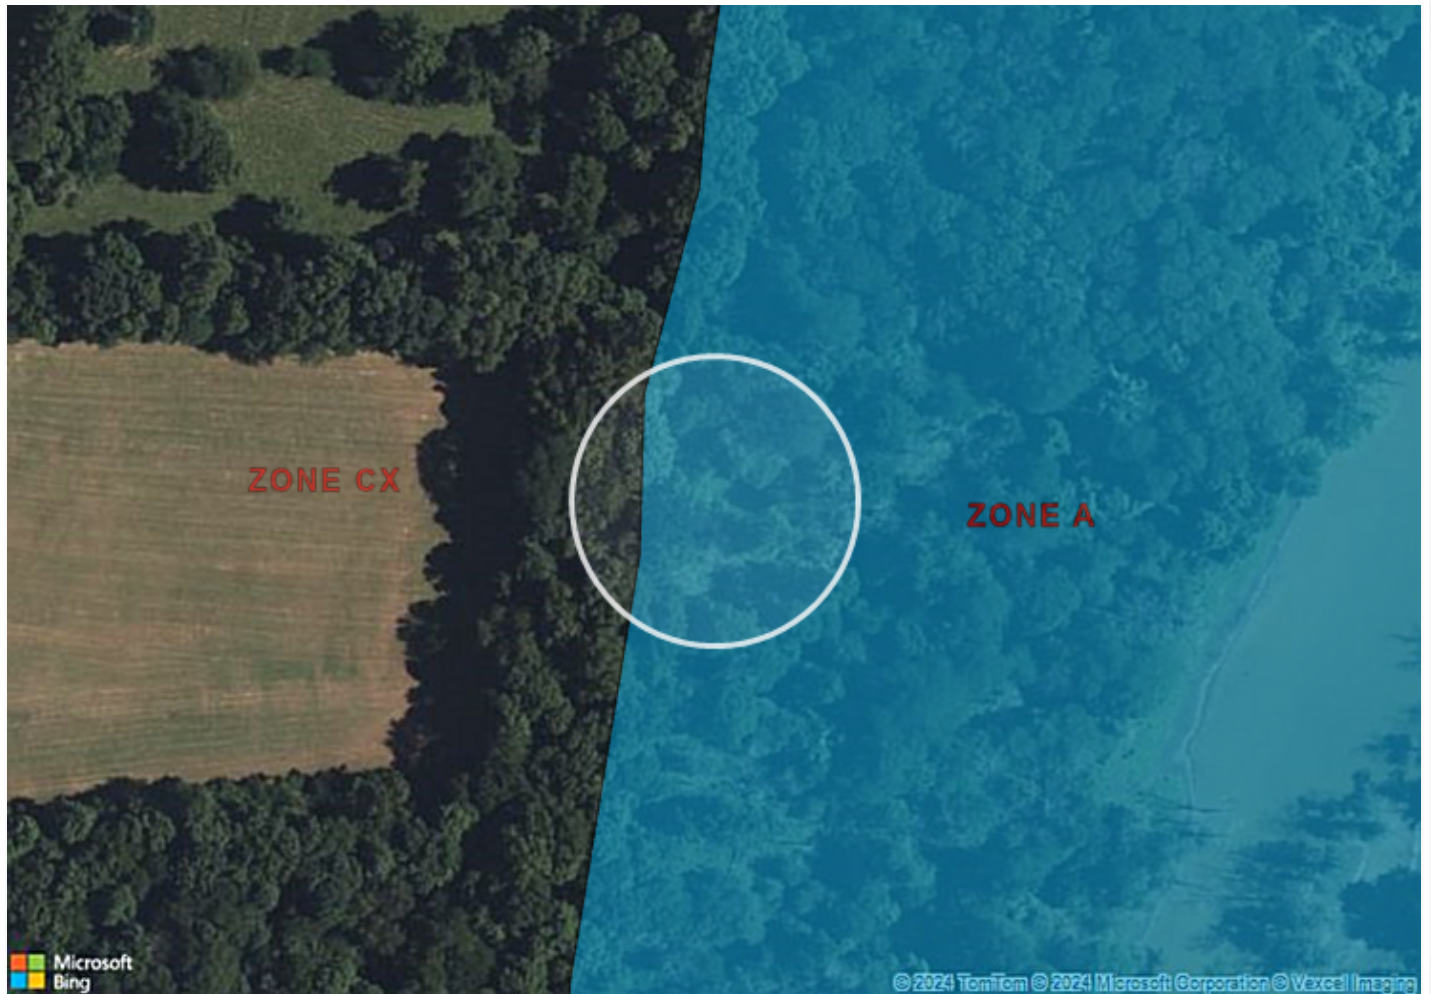 ZONE CX
ZONE A
Microsoft
Bing
© 2024 TomTom © 2024 Microsoft Corporation © Vexcel Imaging